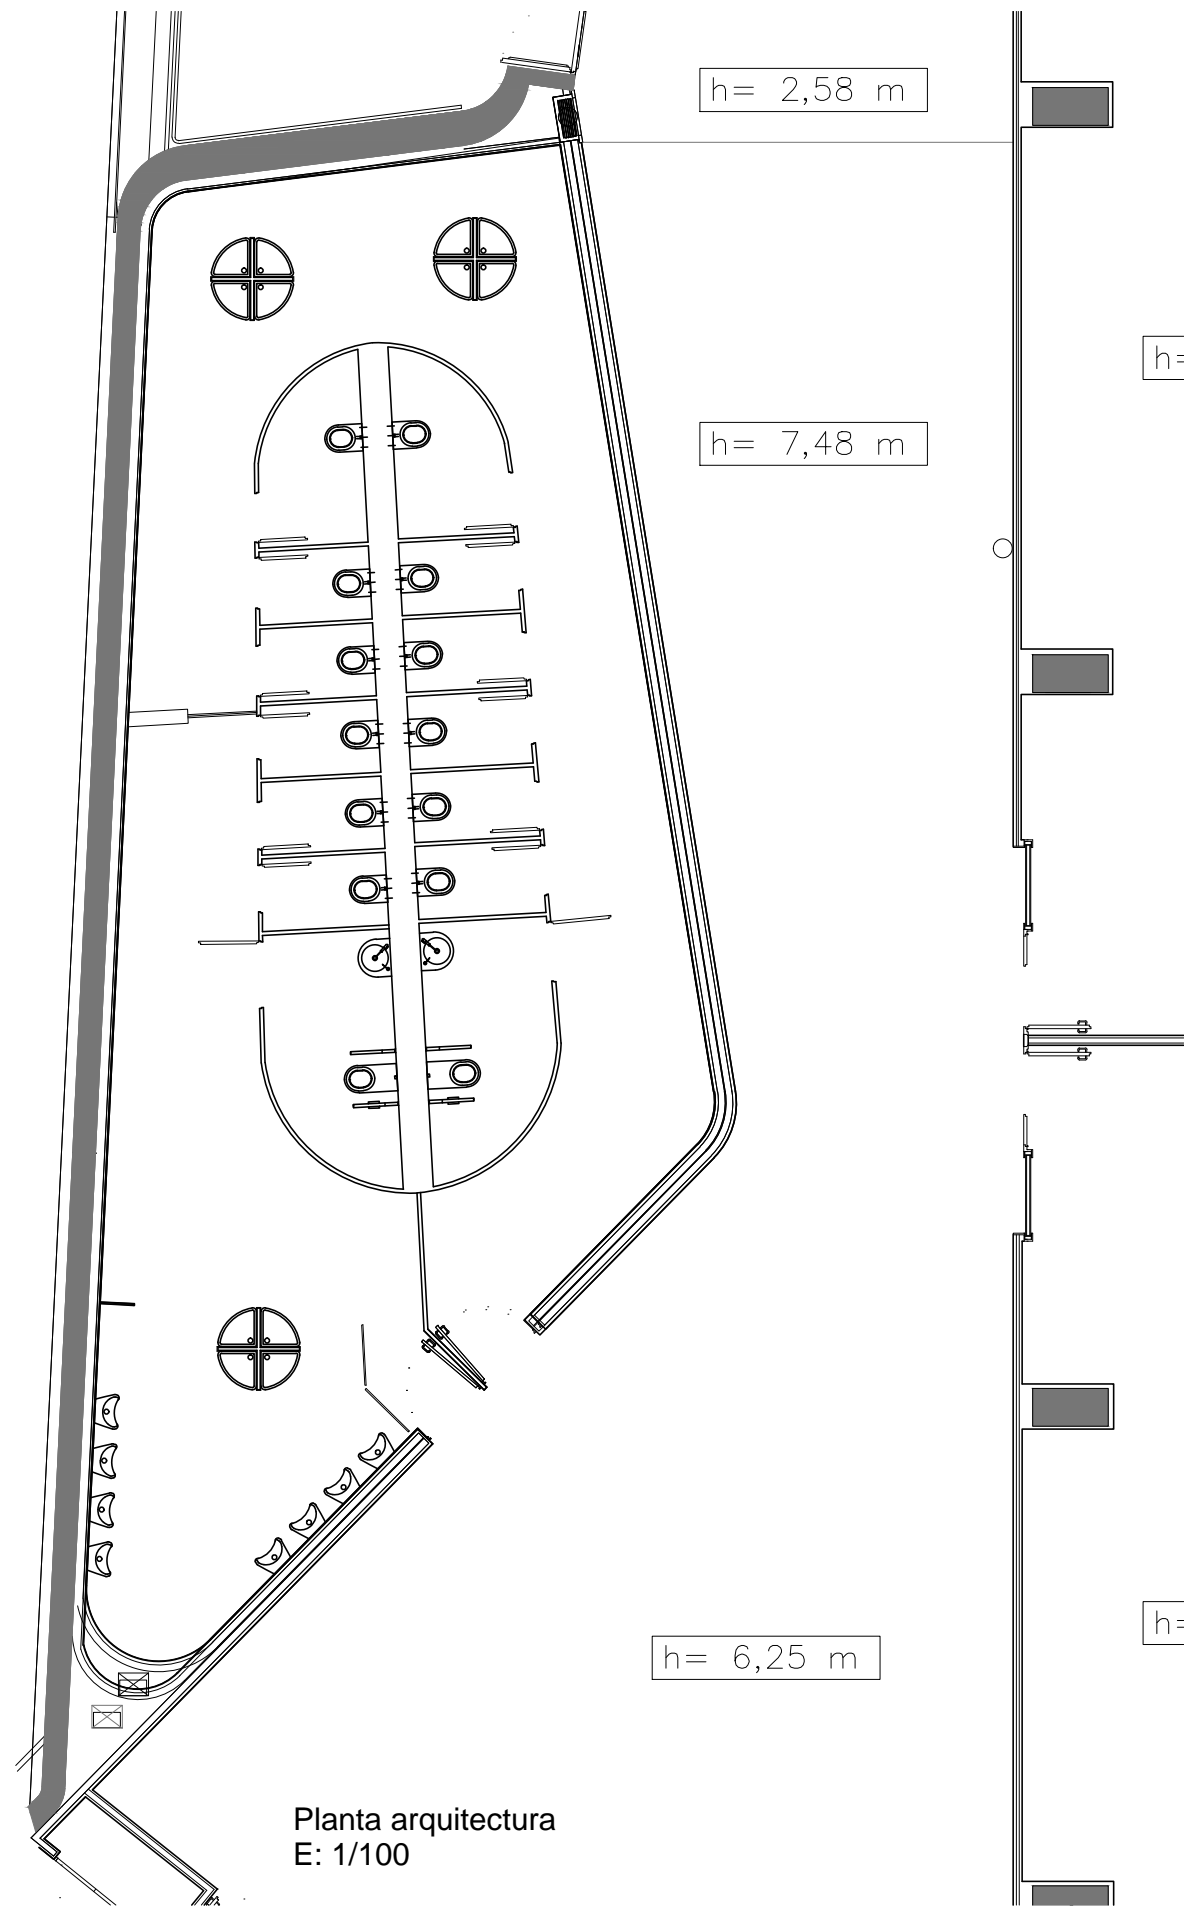 h= 2,58 m
h=
h= 7,48 m
h=
h= 6,25 m
Planta arquitectura
E: 1/100